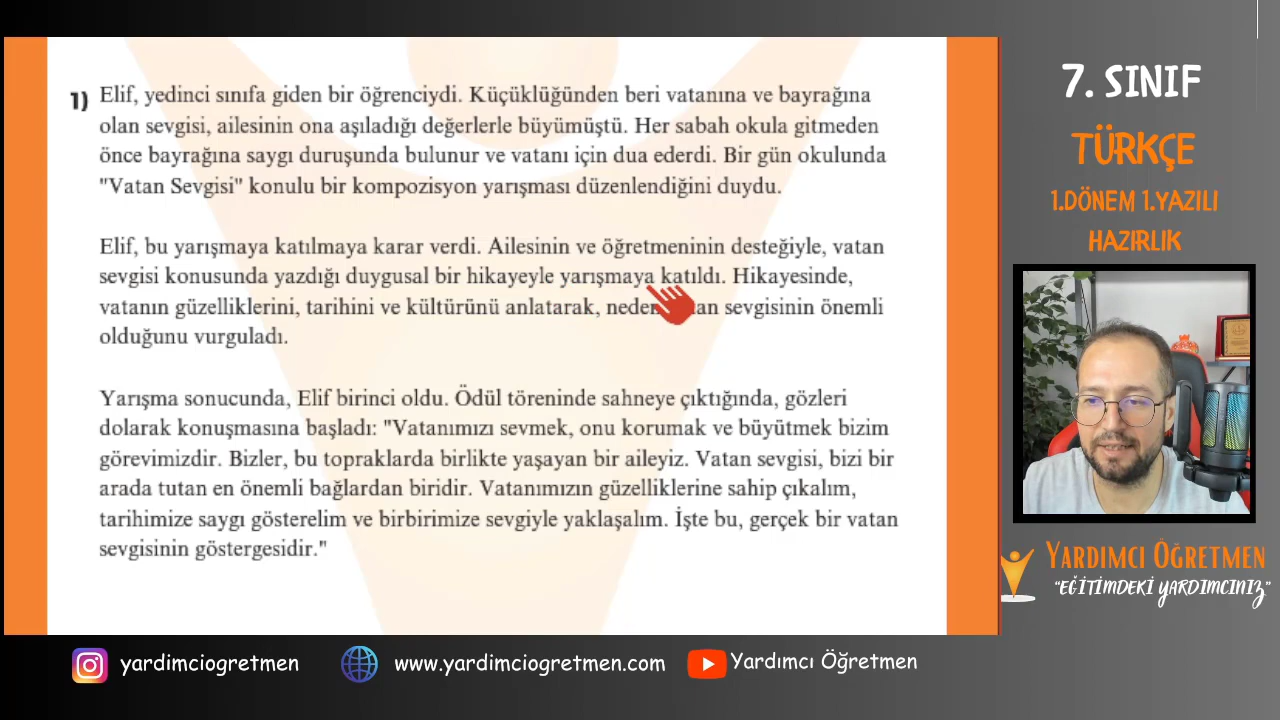 1) Elif, yedinci sınıfa giden bir öğrenciydi. Küçüklüğünden beri vatanına ve bayrağına
olan sevgisi, ailesinin ona aşıladığı değerlerle büyümüştü. Her sabah okula gitmeden
önce bayrağına saygı duruşunda bulunur ve vatanı için dua ederdi. Bir gün okulunda
"Vatan Sevgisi" konulu bir kompozisyon yarışması düzenlendiğini duydu.
Elif, bu yarışmaya katılmaya karar verdi. Ailesinin ve öğretmeninin desteğiyle, vatan
sevgisi konusunda yazdığı duygusal bir hikayeyle yarışmaya katıldı. Hikayesinde,
vatanın güzelliklerini, tarihini ve kültürünü anlatarak, neden sevgisinin önemli
olduğunu vurguladı.
Yarışma sonucunda, Elif birinci oldu. Ödül töreninde sahneye çıktığında, gözleri
dolarak konuşmasına başladı: "Vatanımızı sevmek, onu korumak ve büyütmek bizim
görevimizdir. Bizler, bu topraklarda birlikte yaşayan bir aileyiz. Vatan sevgisi, bizi bir
arada tutan en önemli bağlardan biridir. Vatanımızın güzelliklerine sahip çıkalım,
tarihimize saygı gösterelim ve birbirimize sevgiyle yaklaşalım. İşte bu, gerçek bir vatan
sevgisinin göstergesidir."
7. SINIF
TÜRKÇE
1.DÖNEM 1.YAZILI
HAZIRLIK
YARDIMCI ÖĞRETMEN
"EĞİTİMDEKİ YARDIMCINIZ"
yardimciogretmen
www.yardimciogretmen.com
Yardımcı Öğretmen